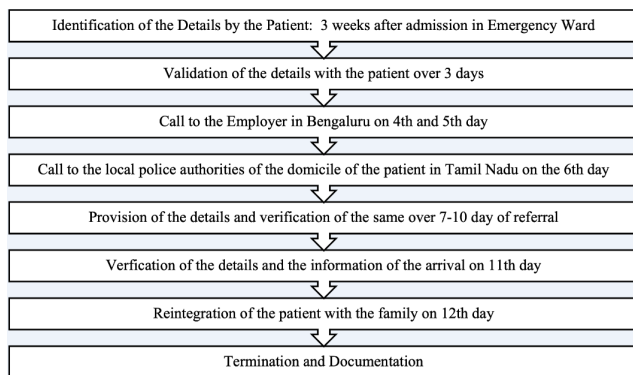 Identification of the Details by the Patient: 3 weeks after admission in Emergency Ward
Validation of the details with the patient over 3 days
Call to the Employer in Bengaluru on 4th and 5th day
Call to the local police authorities of the domicile of the patient in Tamil Nadu on the 6th day
Provision of the details and verification of the same over 7-10 day of referral
Verfication of the details and the information of the arrival on 11th day
Reintegration of the patient with the family on 12th day
Termination and Documentation